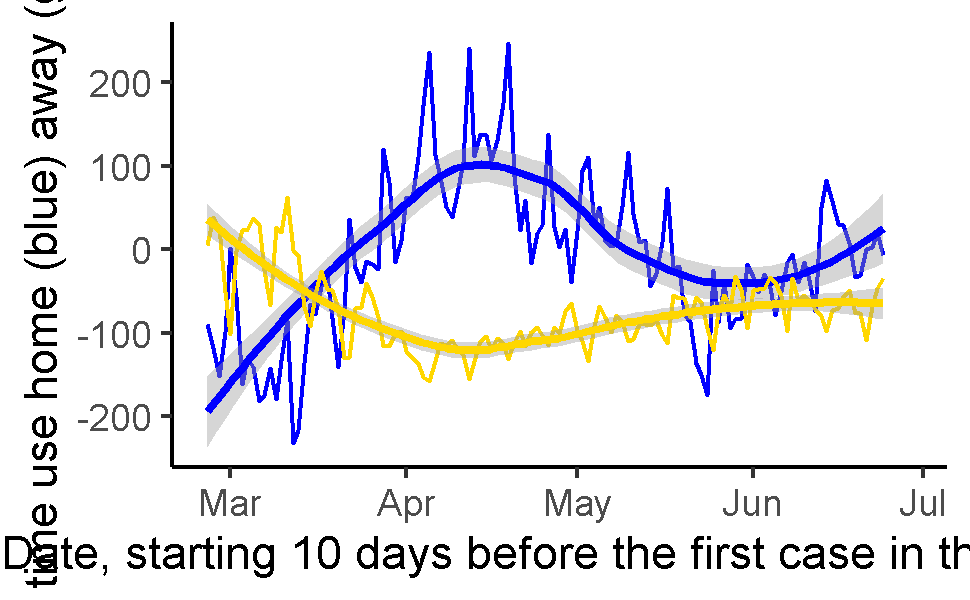 time use home (blue) away (
200
100
0
-100
-200
Mar Apr May Jun Jul
Date, starting 10 days before the first case in th